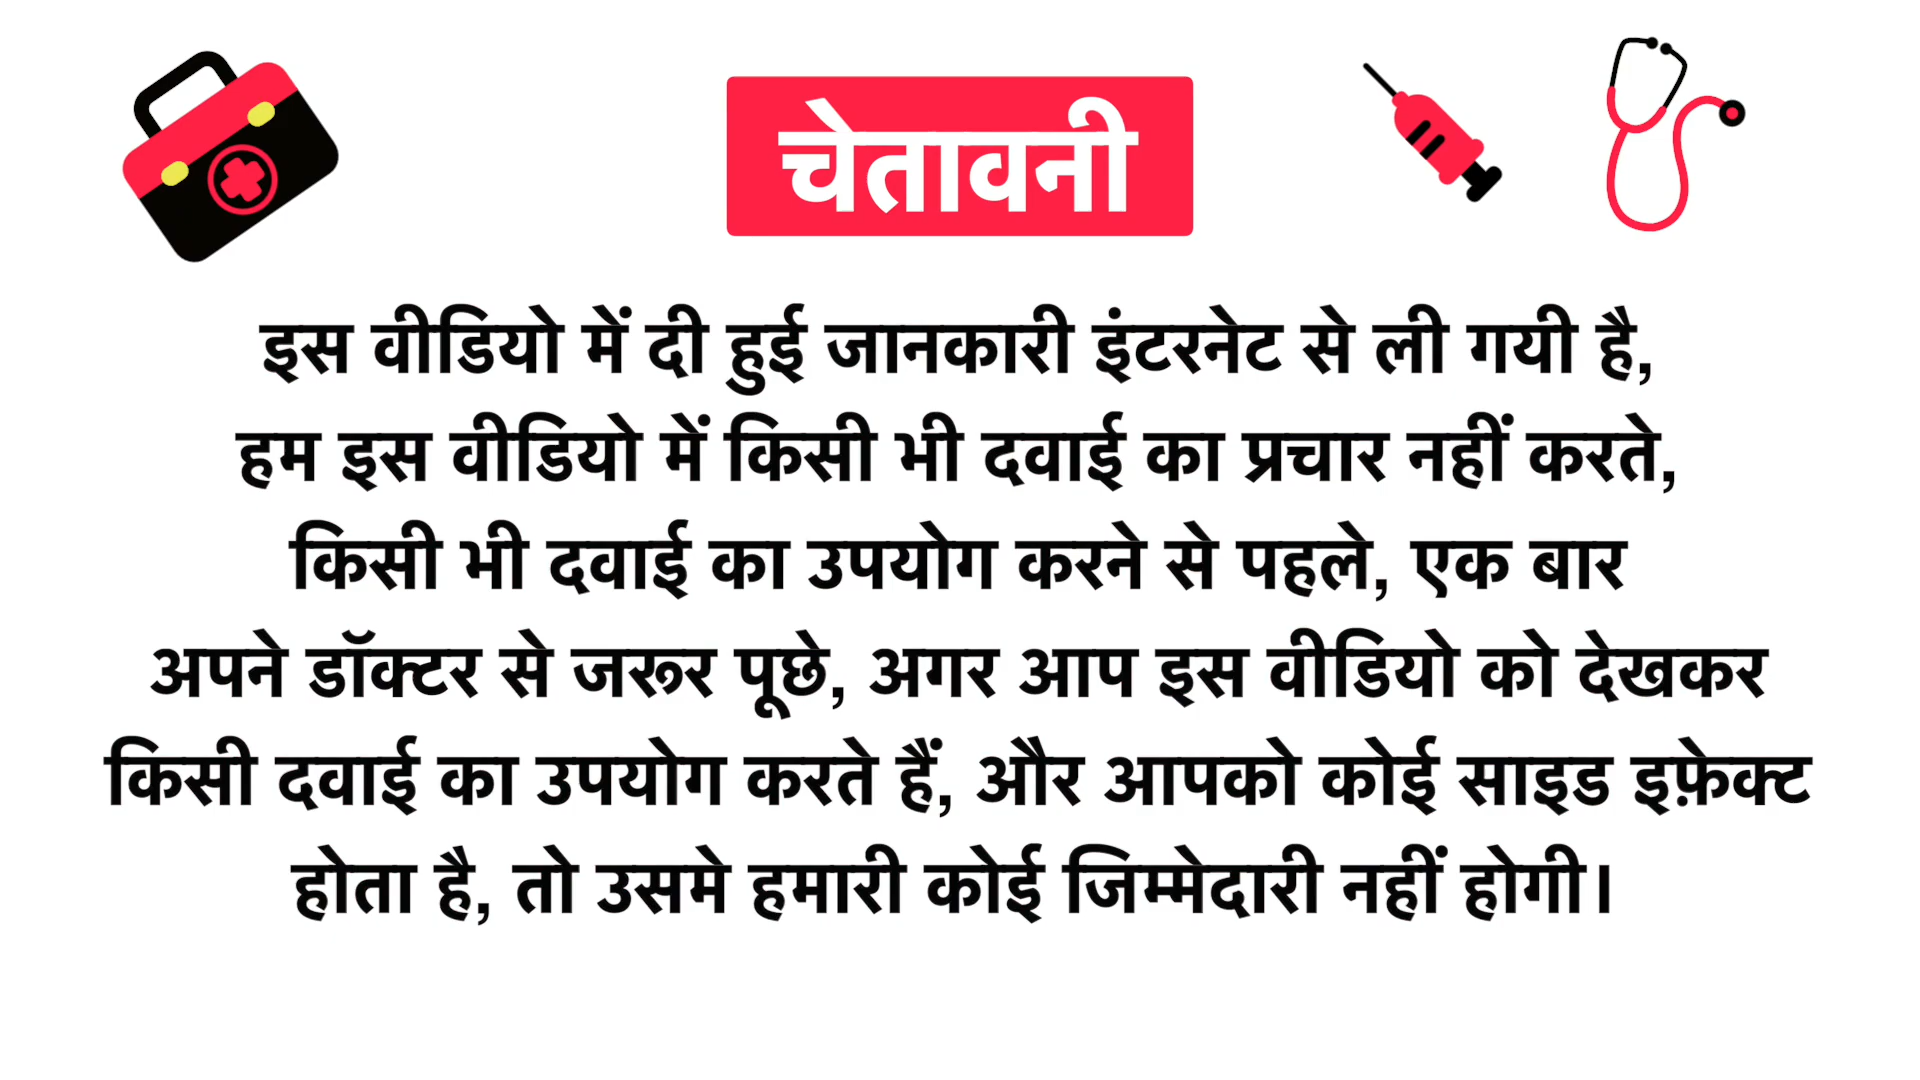 चेतावनी
इस वीडियो में दी हुई जानकारी इंटरनेट से ली गयी है,
हम इस वीडियो में किसी भी दवाई का प्रचार नहीं करते,
किसी भी दवाई का उपयोग करने से पहले, एक बार
अपने डॉक्टर से जरूर पूछे, अगर आप इस वीडियो को देखकर
किसी दवाई का उपयोग करते हैं, और आपको कोई साइड इफ़ेक्ट
होता है, तो उसमे हमारी कोई जिम्मेदारी नहीं होगी।